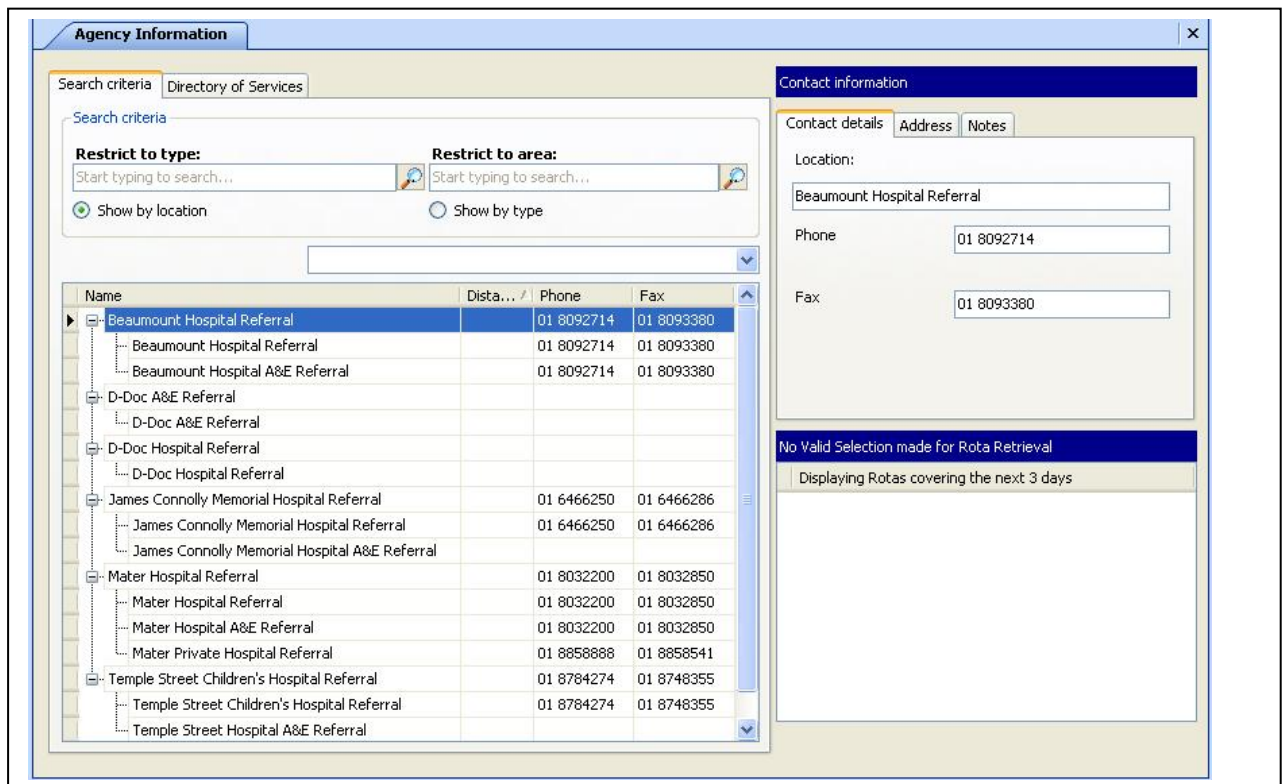 Agency Information
Search criteria Directory of Services
Search criteria
Restrict to type: Restrict to area:
Start typing to search... Start typing to search...
Show by location Show by type
Name Dista... Phone Fax
Beaumount Hospital Referral 01 8092714 01 8093380
Beaumount Hospital Referral 01 8092714 01 8093380
Beaumount Hospital A&E Referral 01 8092714 01 8093380
D-Doc A&E Referral
D-Doc A&E Referral
D-Doc Hospital Referral
D-Doc Hospital Referral
James Connolly Memorial Hospital Referral 01 6466250 01 6466286
James Connolly Memorial Hospital Referral 01 6466250 01 6466286
James Connolly Memorial Hospital A&E Referral
Mater Hospital Referral 01 8032200 01 8032850
Mater Hospital Referral 01 8032200 01 8032850
Mater Hospital A&E Referral 01 8032200 01 8032850
Mater Private Hospital Referral 01 8858888 01 8858541
Temple Street Children's Hospital Referral 01 8784274 01 8748355
Temple Street Children's Hospital Referral 01 8784274 01 8748355
Temple Street Hospital A&E Referral
Contact information
Contact details Address Notes
Location:
Beaumount Hospital Referral
Phone 01 8092714
Fax 01 8093380
No Valid Selection made for Rota Retrieval
Displaying Rotas covering the next 3 days